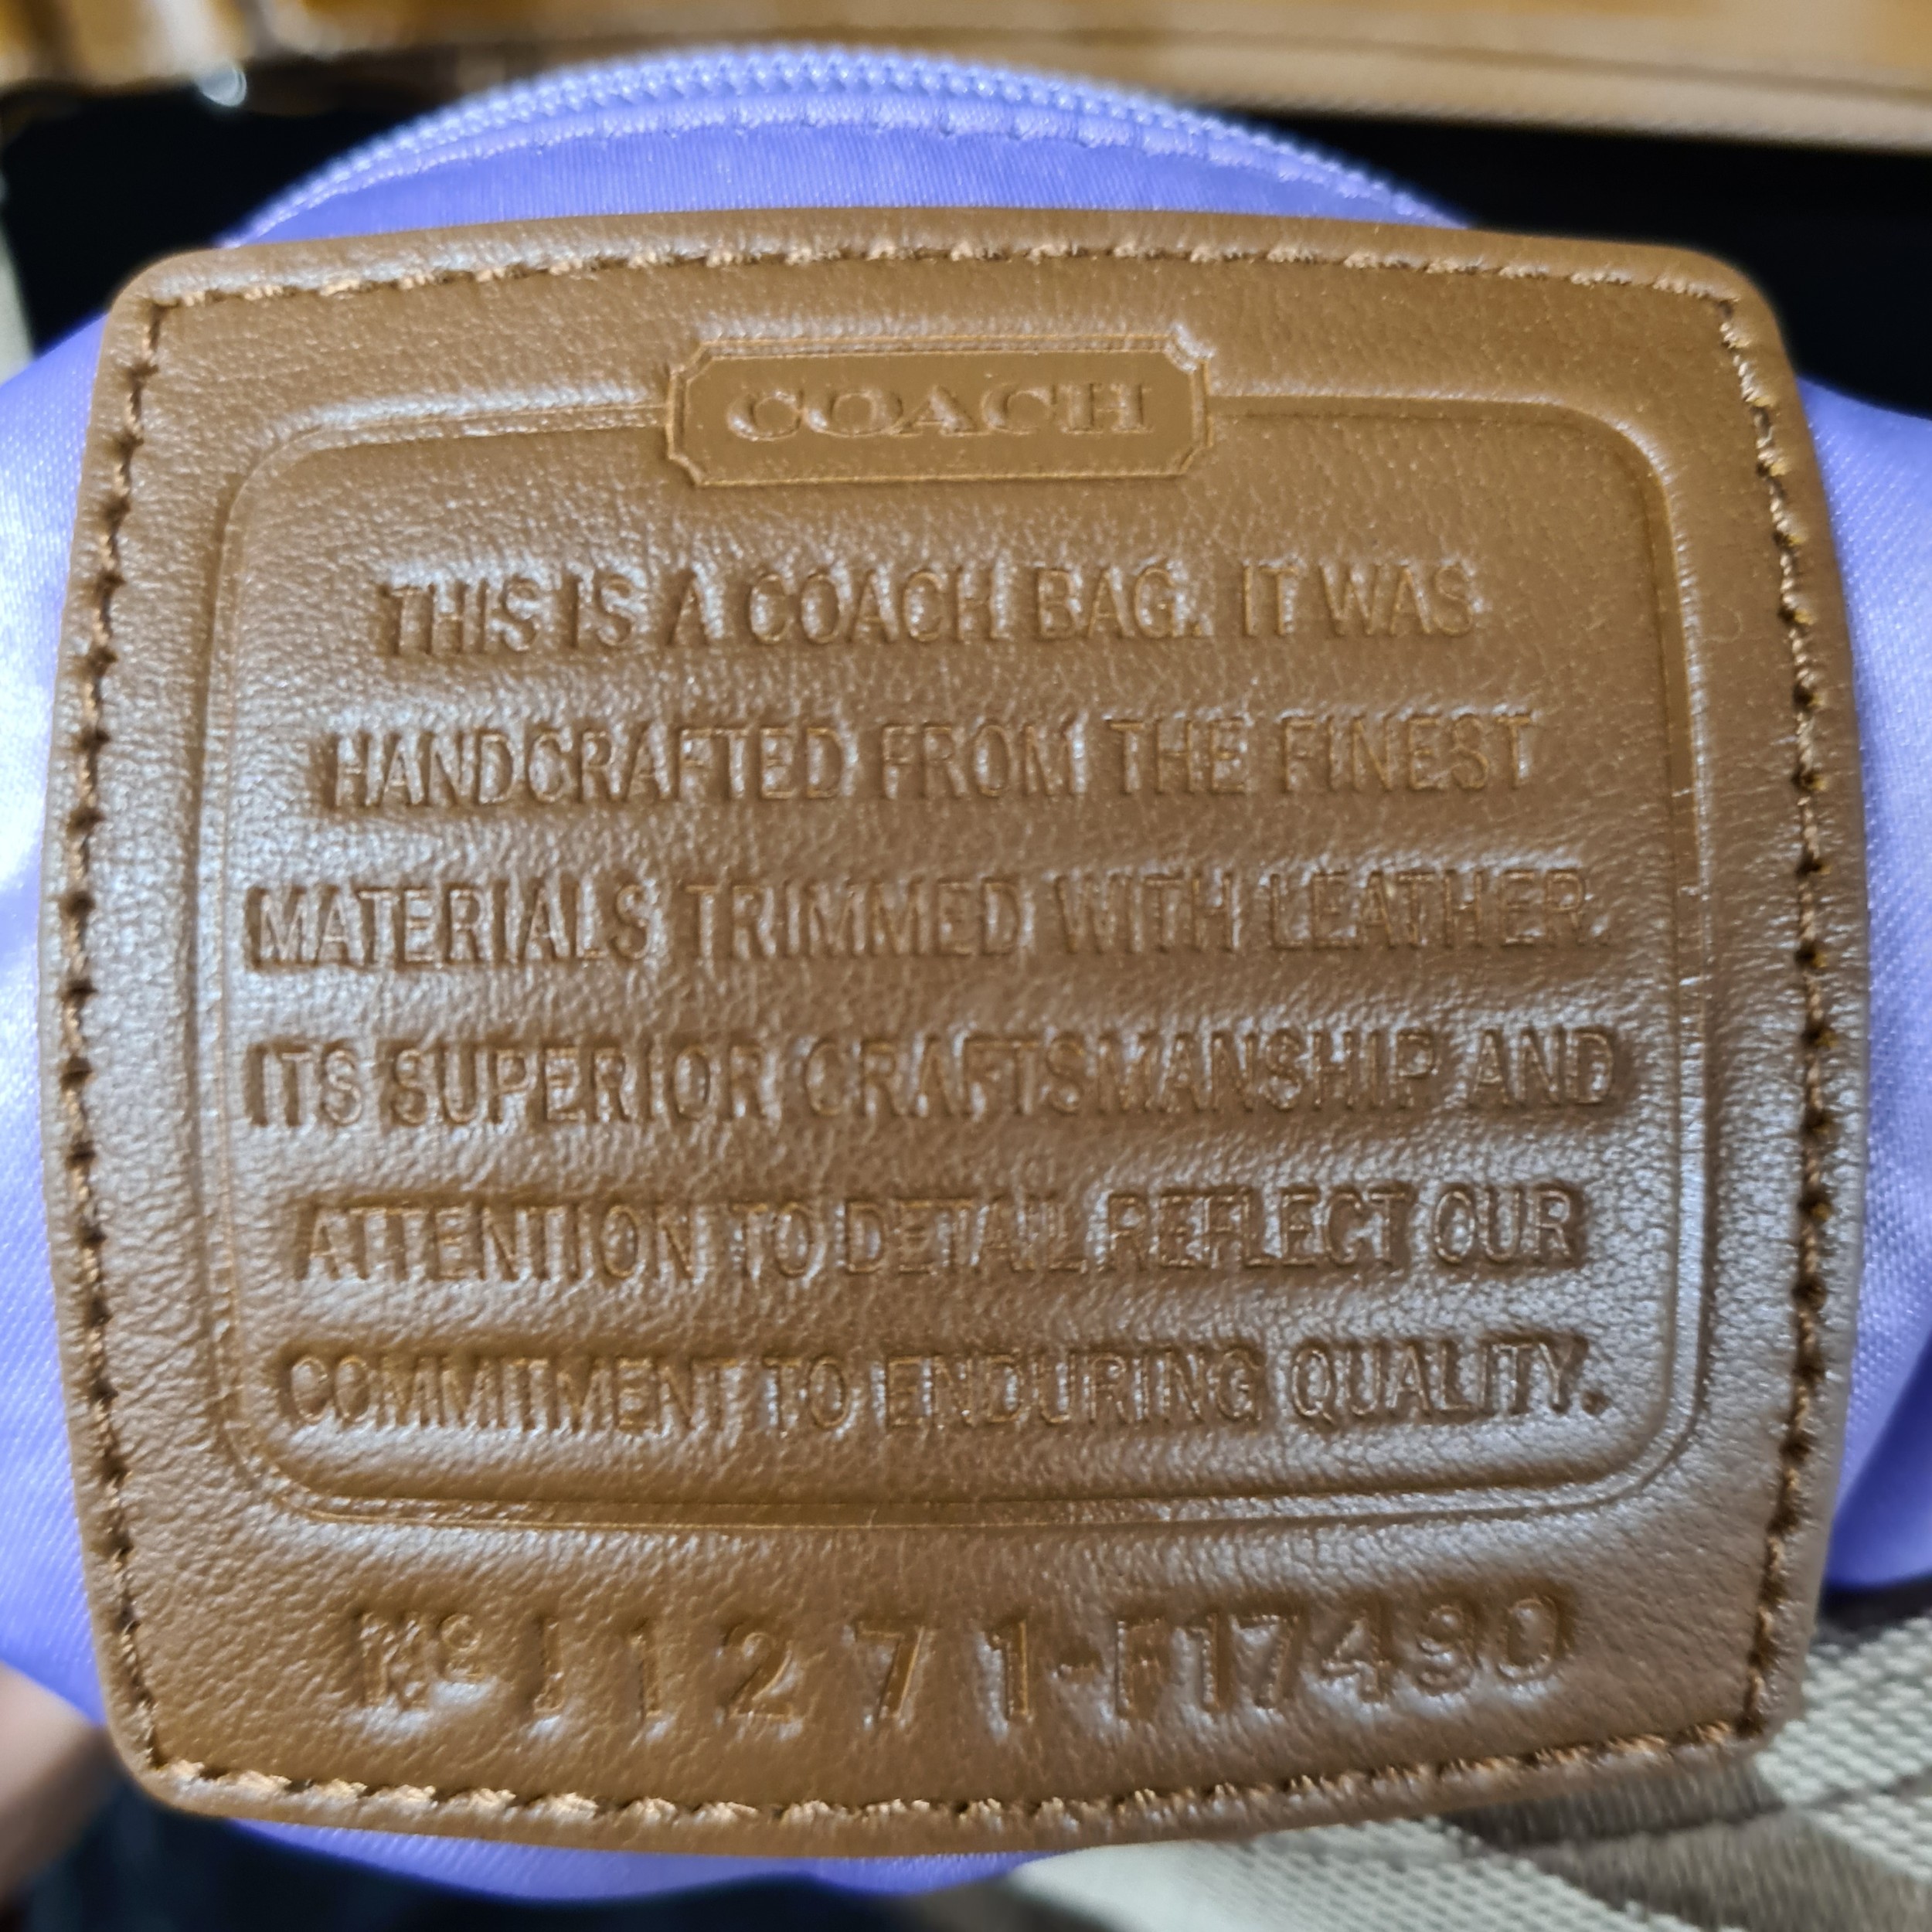 COACH
THIS IS A COACH BAG. IT WAS
HANDCRAFTED FROM THE FINEST
MATERIALS TRIMMED WITH LEATHER.
ITS SUPERIOR CRAFTSMANSHIP AND
ATTENTION TO DETAIL REFLECT OUR
COMMITMENT TO ENDURING QUALITY.
Nº I1271-F17490